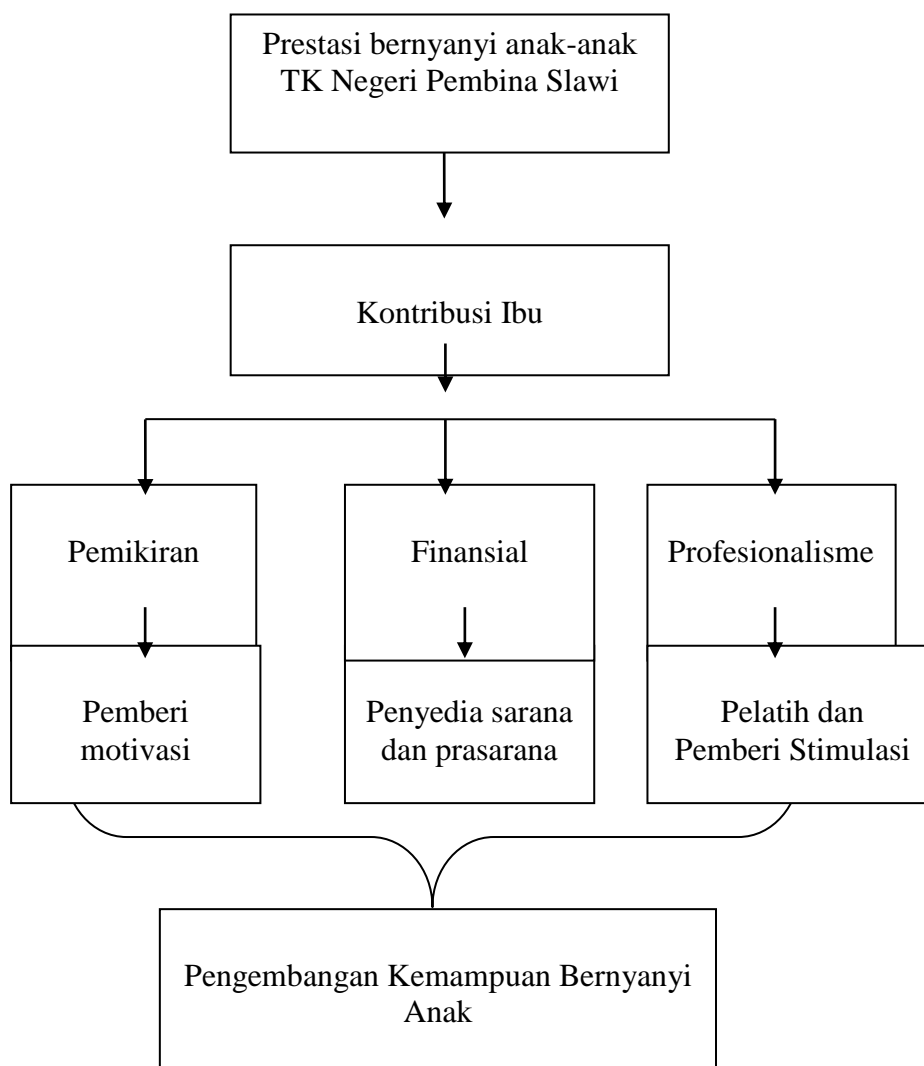 Prestasi bernyanyi anak-anak
TK Negeri Pembina Slawi
Kontribusi Ibu
Pemikiran
Finansial
Profesionalisme
Pemberi
motivasi
Penyedia sarana
dan prasarana
Pelatih dan
Pemberi Stimulasi
Pengembangan Kemampuan Bernyanyi
Anak